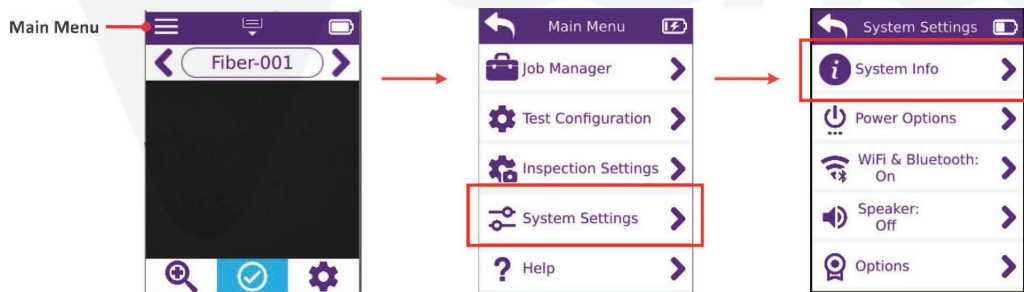 Main Menu
Fiber-001
Main Menu
Job Manager
Test Configuration
Inspection Settings
System Settings
Help
System Settings
System Info
Power Options
WiFi & Bluetooth:
On
Speaker:
Off
Options